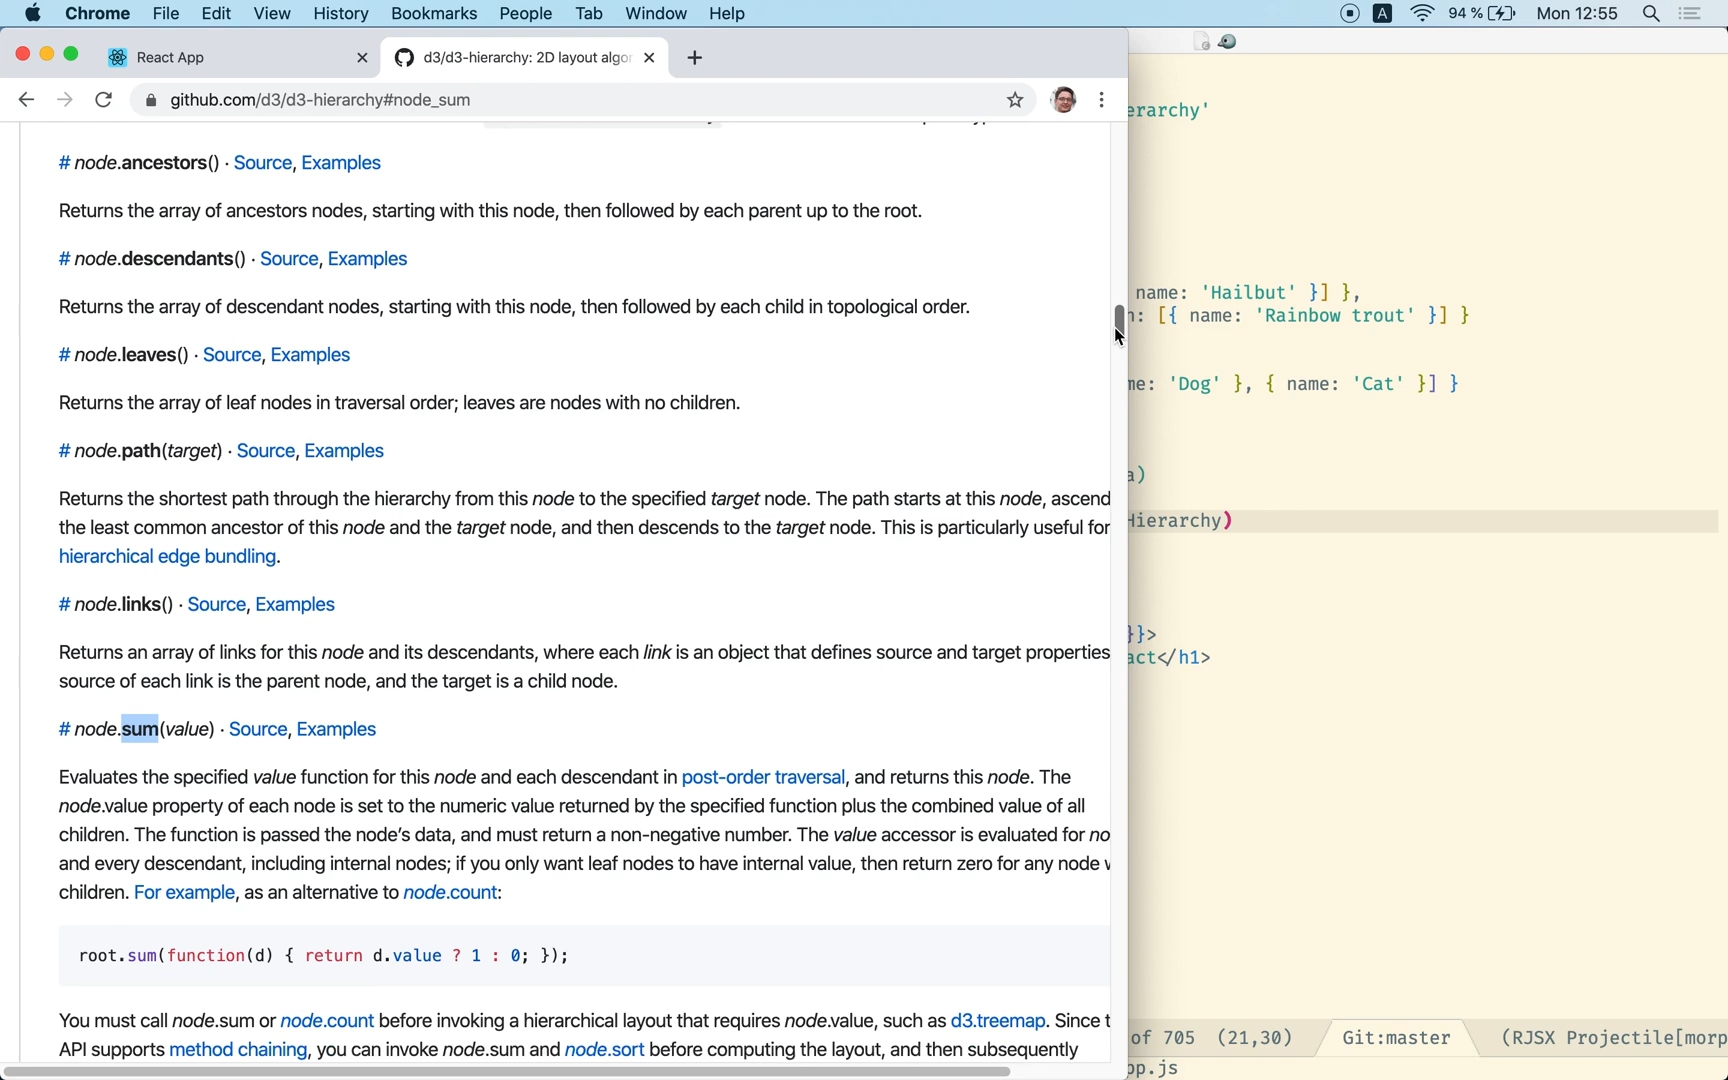 Chrome File Edit View History Bookmarks People Tab Window Help
A 94 % Mon 12:55
React App
d3/d3-hierarchy: 2D layout algor
github.com/d3/d3-hierarchy#node_sum
# node.ancestors() · Source, Examples
Returns the array of ancestors nodes, starting with this node, then followed by each parent up to the root.
# node.descendants() · Source, Examples
Returns the array of descendant nodes, starting with this node, then followed by each child in topological order.
# node.leaves() · Source, Examples
Returns the array of leaf nodes in traversal order; leaves are nodes with no children.
# node.path(target) · Source, Examples
Returns the shortest path through the hierarchy from this node to the specified target node. The path starts at this node, ascend
the least common ancestor of this node and the target node, and then descends to the target node. This is particularly useful for
hierarchical edge bundling.
# node.links() · Source, Examples
Returns an array of links for this node and its descendants, where each link is an object that defines source and target properties
source of each link is the parent node, and the target is a child node.
# node.sum(value) · Source, Examples
Evaluates the specified value function for this node and each descendant in post-order traversal, and returns this node. The
node.value property of each node is set to the numeric value returned by the specified function plus the combined value of all
children. The function is passed the node's data, and must return a non-negative number. The value accessor is evaluated for no
and every descendant, including internal nodes; if you only want leaf nodes to have internal value, then return zero for any node w
children. For example, as an alternative to node.count:
root.sum(function(d) { return d.value ? 1 : 0; });
You must call node.sum or node.count before invoking a hierarchical layout that requires node.value, such as d3.treemap. Since t
API supports method chaining, you can invoke node.sum and node.sort before computing the layout, and then subsequently
erarchy'
name: 'Hailbut' }] },
n: [{ name: 'Rainbow trout' }] }
me: 'Dog' }, { name: 'Cat' }] }
a)
Hierarchy)
}}>
act</h1>
of 705 (21,30) Git:master (RJSX Projectile[morp
pp.js